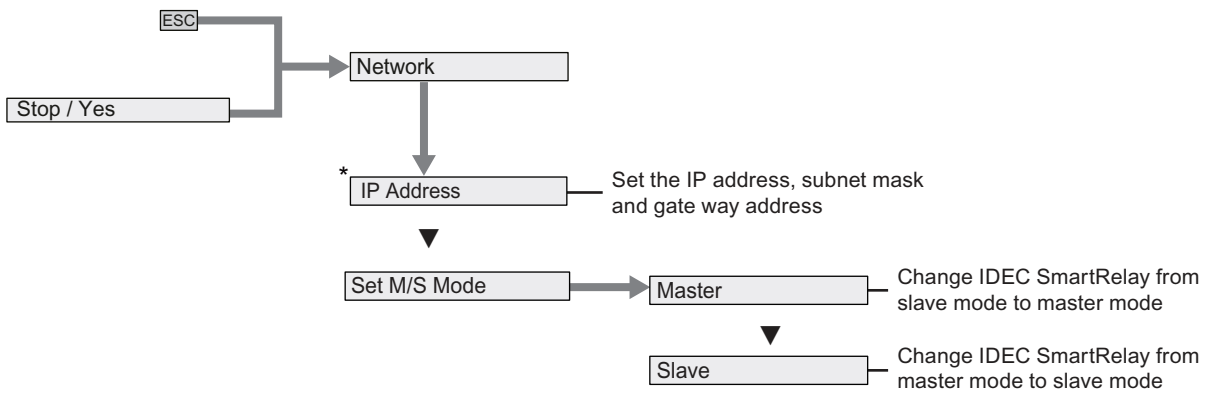 ESC
Network
Stop / Yes
*
IP Address
Set the IP address, subnet mask
and gate way address
▼
Set M/S Mode
Master
Change IDEC SmartRelay from
slave mode to master mode
▼
Slave
Change IDEC SmartRelay from
master mode to slave mode